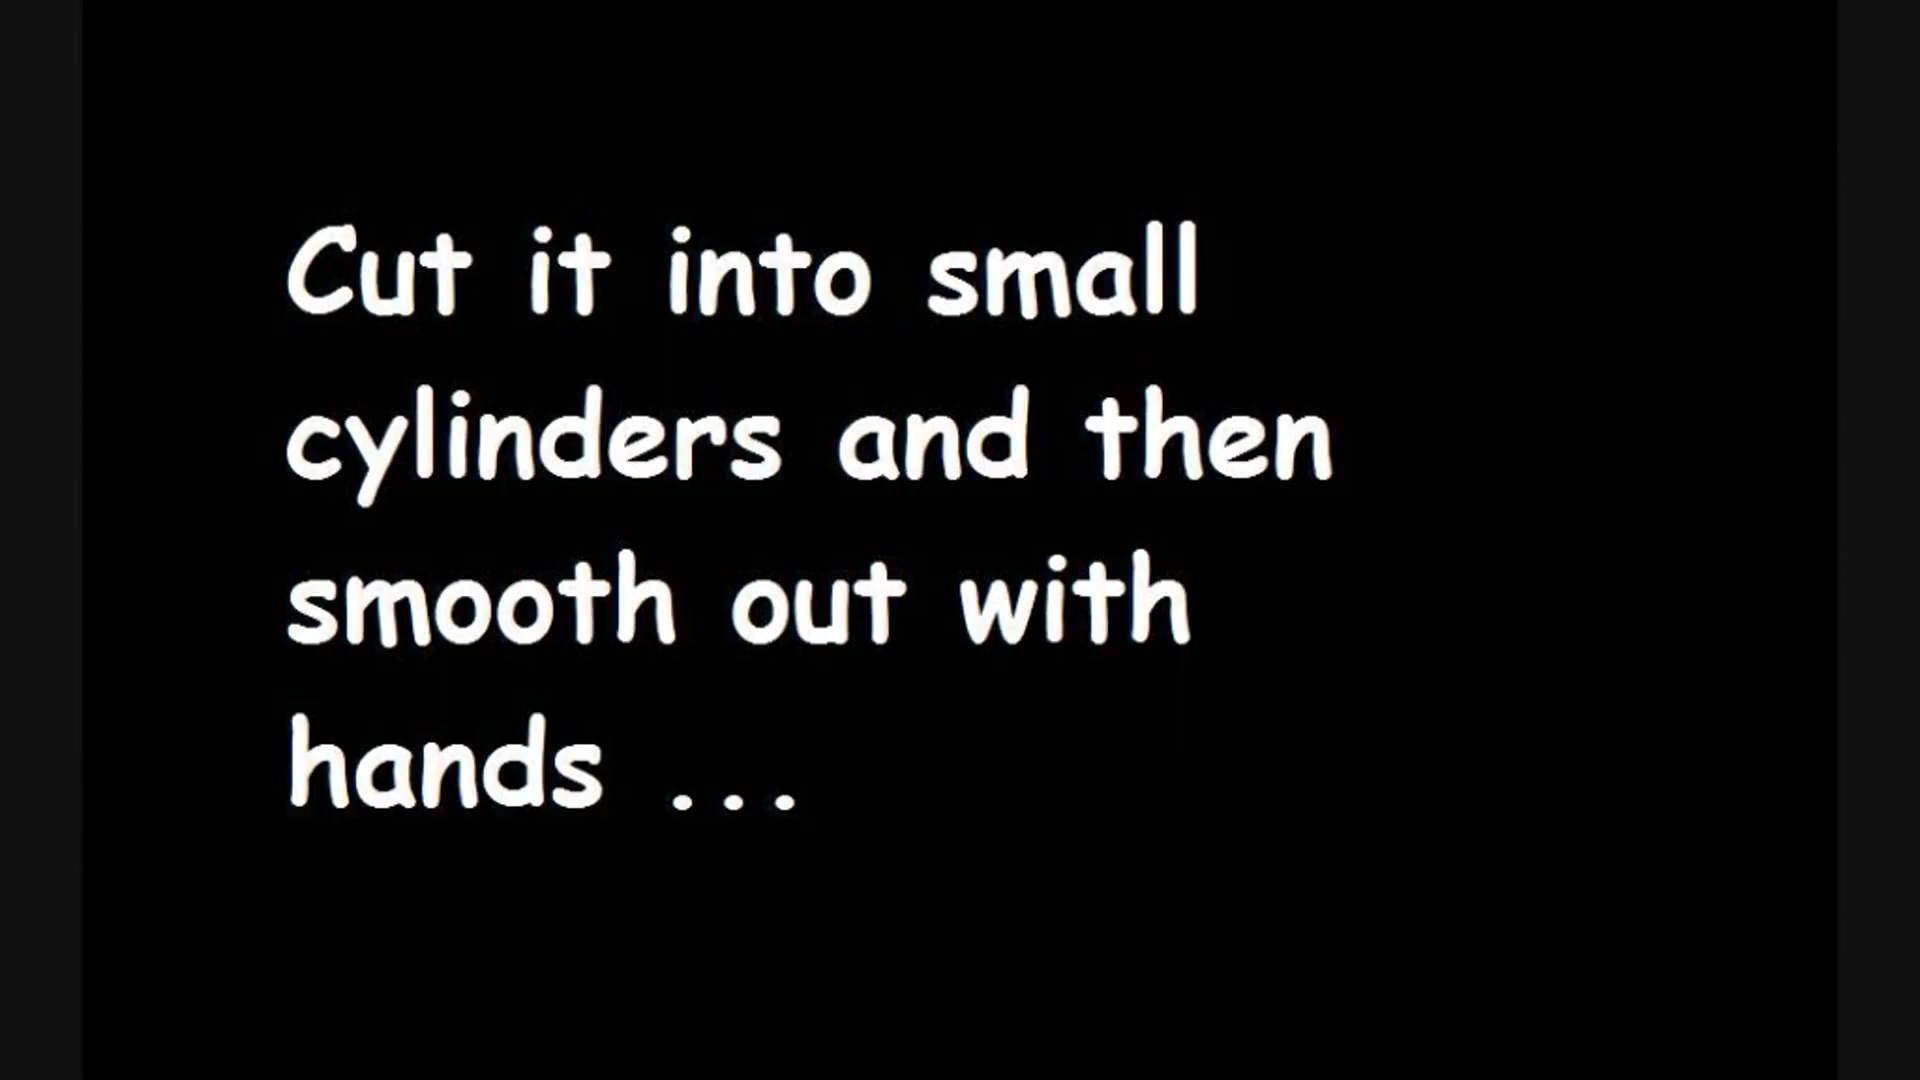 Cut it into small
cylinders and then
smooth out with
hands ...